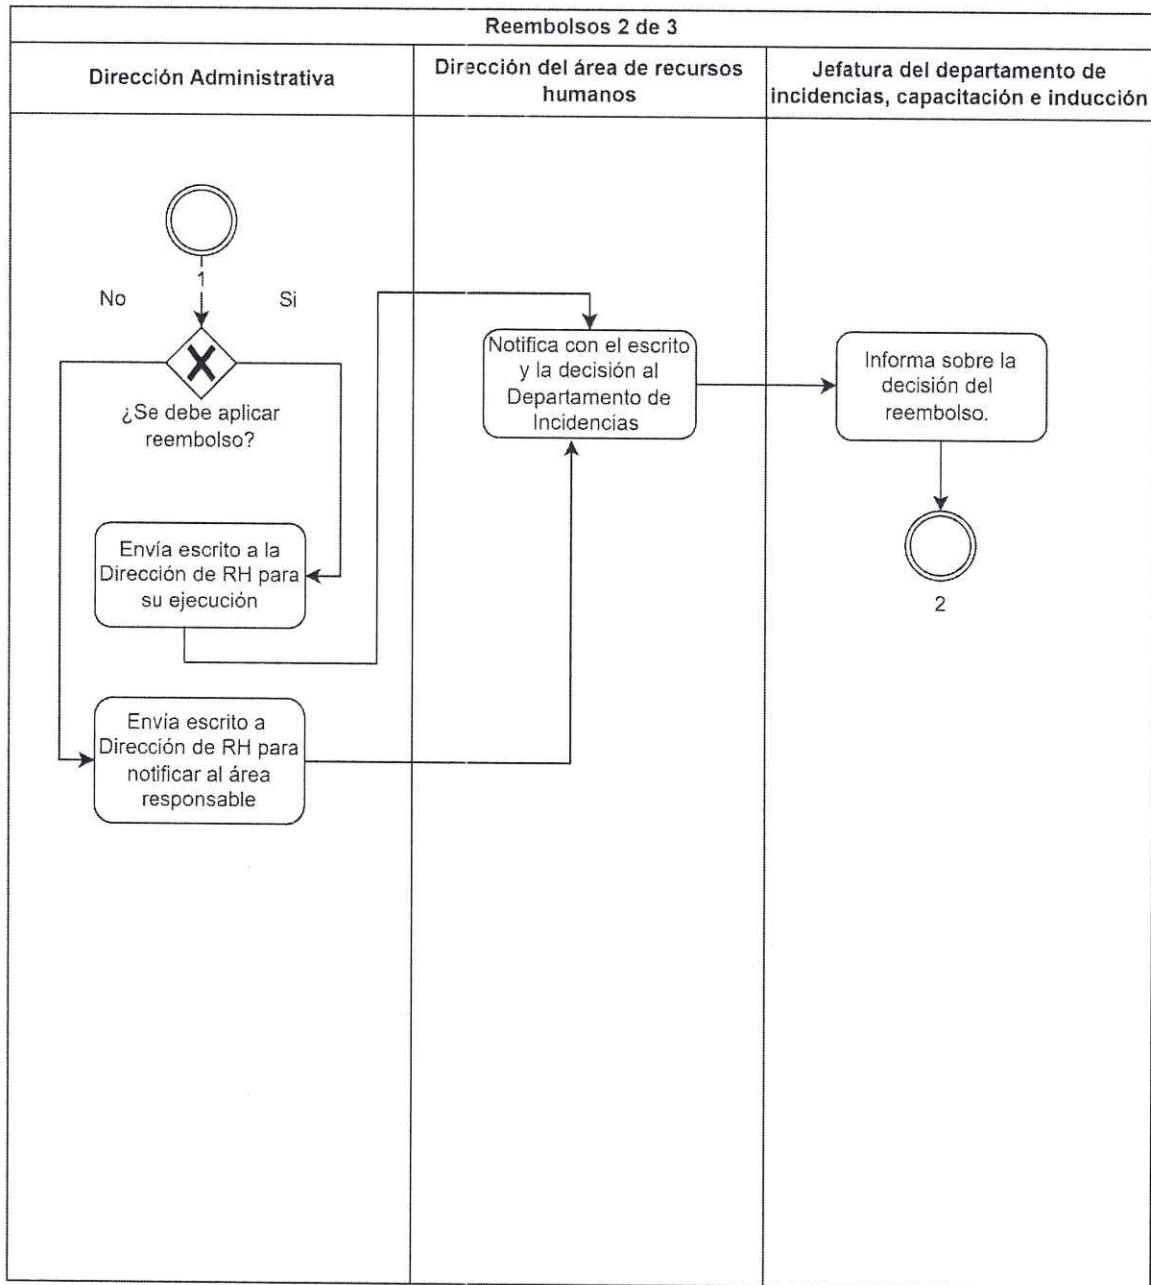 Reembolsos 2 de 3
Dirección Administrativa
Dirección del área de recursos
humanos
Jefatura del departamento de
incidencias, capacitación e inducción
1
No
Si
¿Se debe aplicar
reembolso?
Envía escrito a la
Dirección de RH para
su ejecución
Envía escrito a
Dirección de RH para
notificar al área
responsable
Notifica con el escrito
y la decisión al
Departamento de
Incidencias
Informa sobre la
decisión del
reembolso.
2